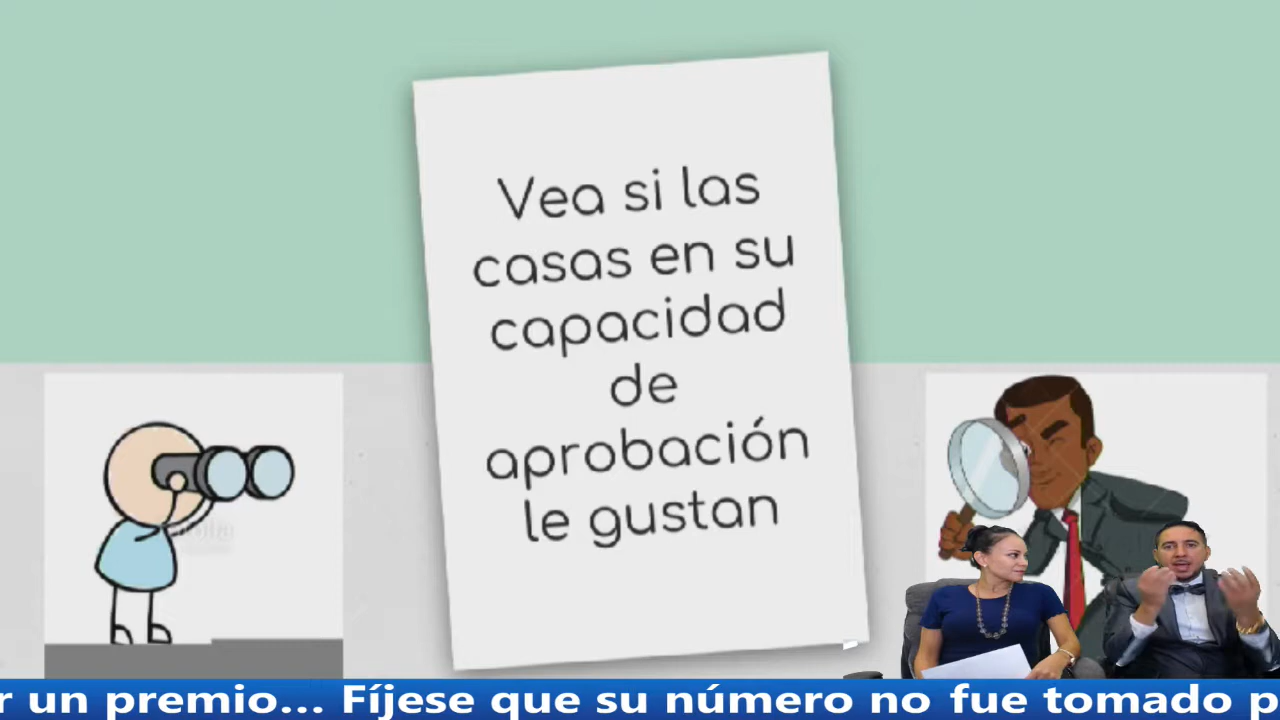 Vea si las
casas en su
capacidad
de
aprobación
le gustan
un premio... Fíjese que su número no fue tomado